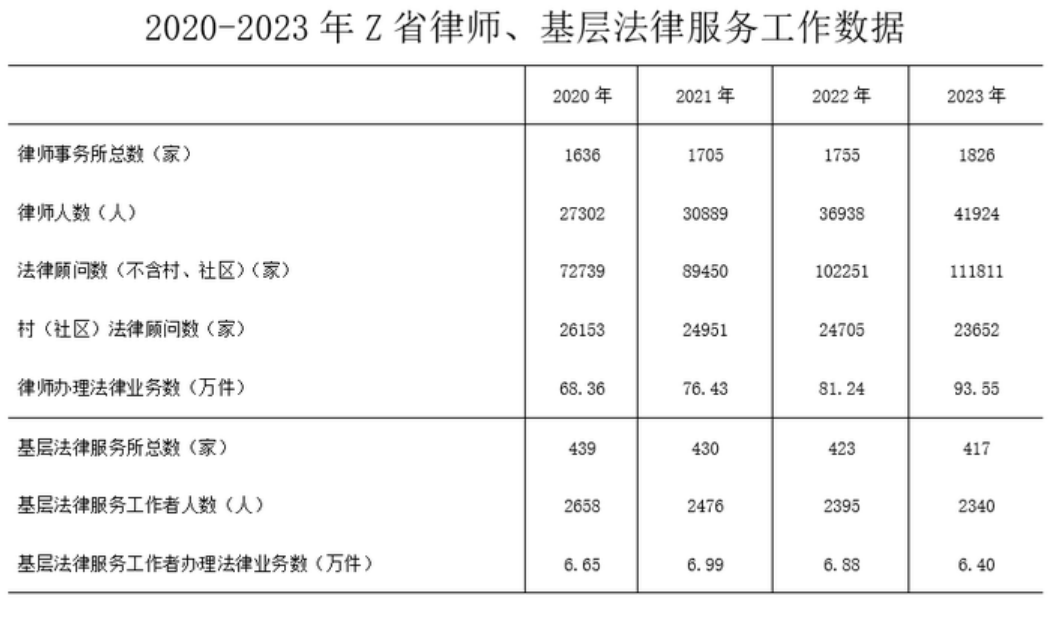 2020-2023 年 Z 省律师、基层法律服务工作数据
2020 年 2021 年 2022 年 2023 年
律师事务所总数（家） 1636 1705 1755 1826
律师人数（人） 27302 30889 36938 41924
法律顾问数（不含村、社区）（家） 72739 89450 102251 111811
村（社区）法律顾问数（家） 26153 24951 24705 23652
律师办理法律业务数（万件） 68.36 76.43 81.24 93.55
基层法律服务所总数（家） 439 430 423 417
基层法律服务工作者人数（人） 2658 2476 2395 2340
基层法律服务工作者办理法律业务数（万件） 6.65 6.99 6.88 6.40